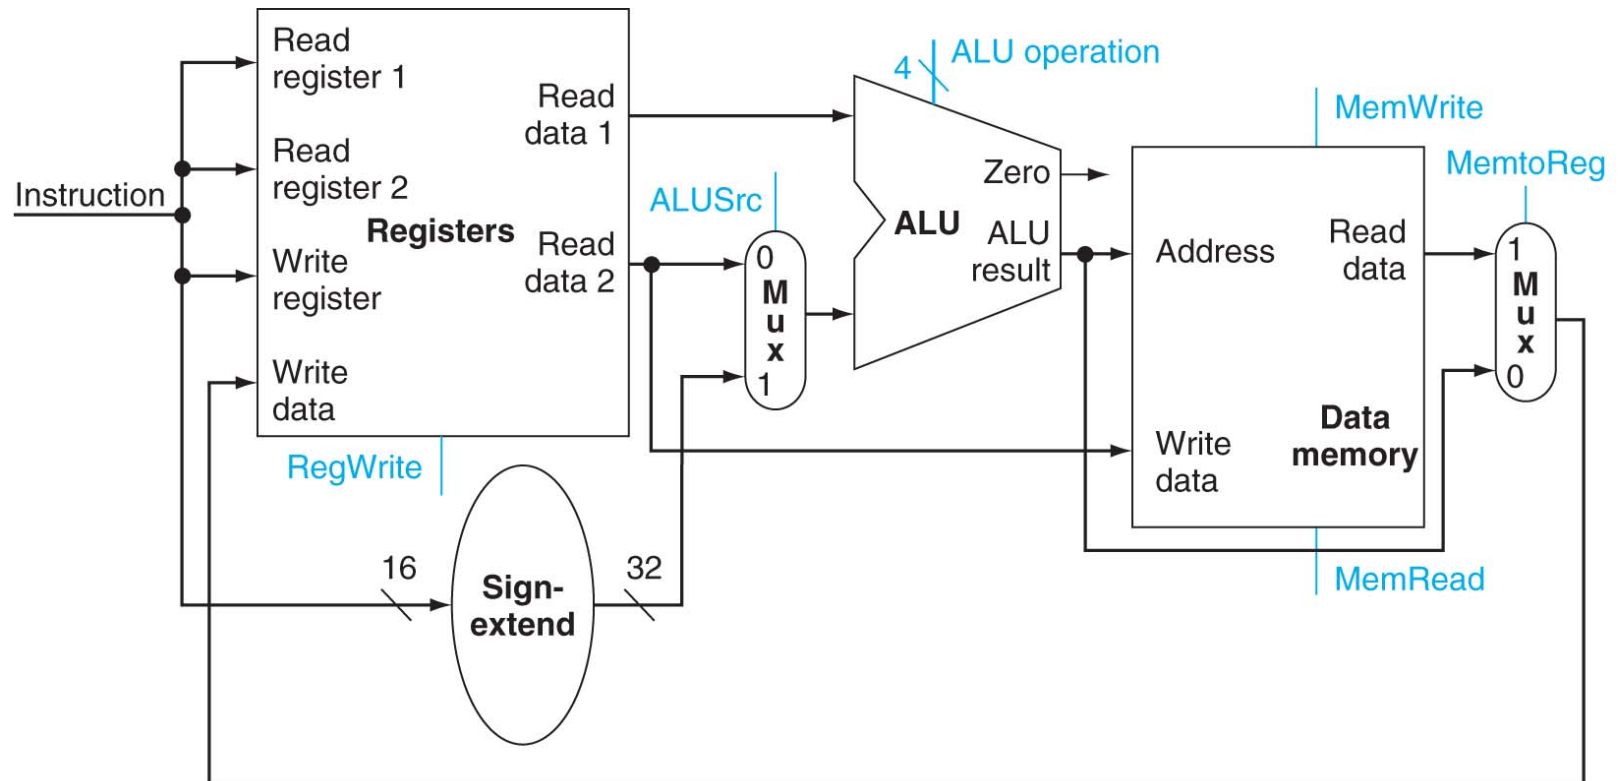 Instruction
Read
register 1
Read
register 2
Write
register
Write
data
Registers
Read
data 1
Read
data 2
RegWrite
16
Sign-
extend
32
ALUSrc
0
M
u
x
1
4
ALU operation
ALU
Zero
ALU
result
MemWrite
Address
Read
data
Write
data
Data
memory
MemRead
MemtoReg
1
M
u
x
0